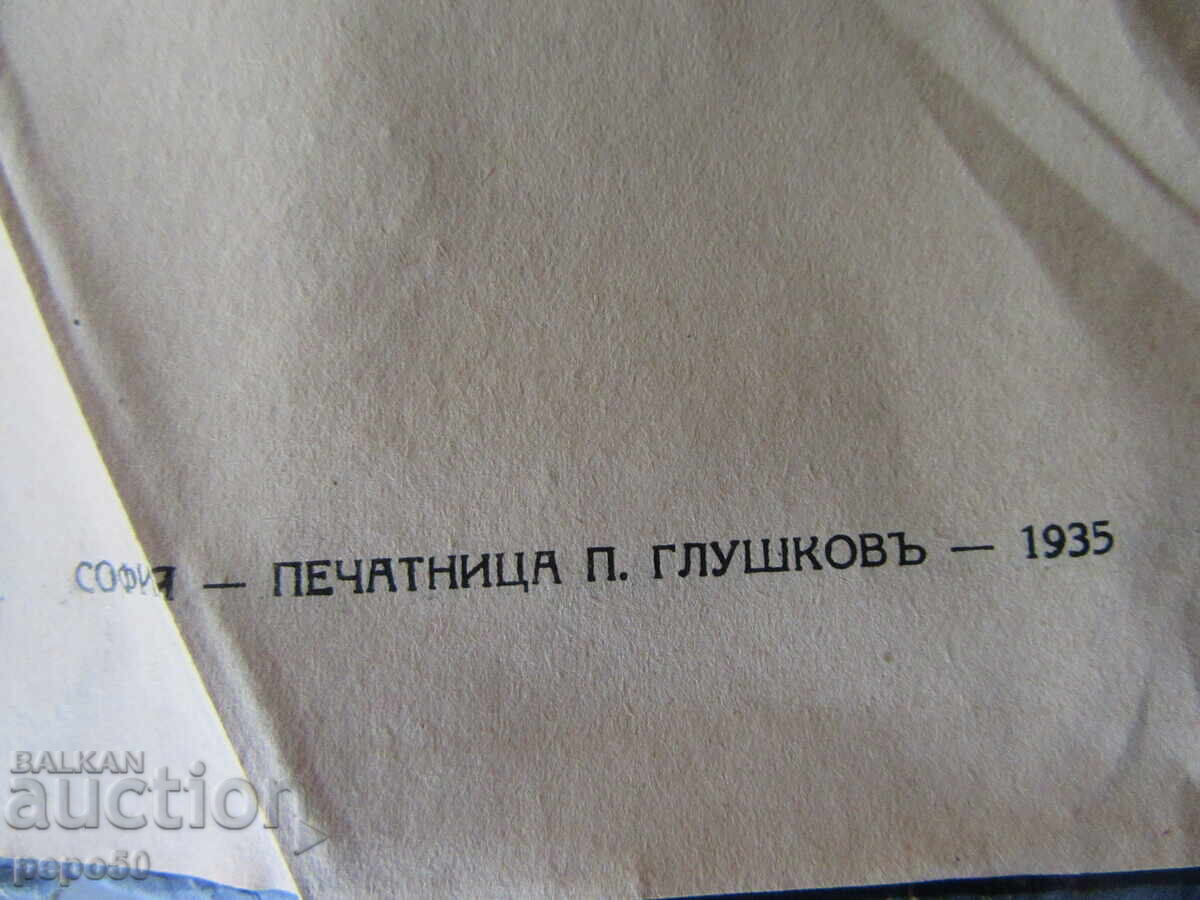 СОФИЯ — ПЕЧАТНИЦА П. ГЛУШКОВЪ — 1935
BALKAN
auction
pepo50